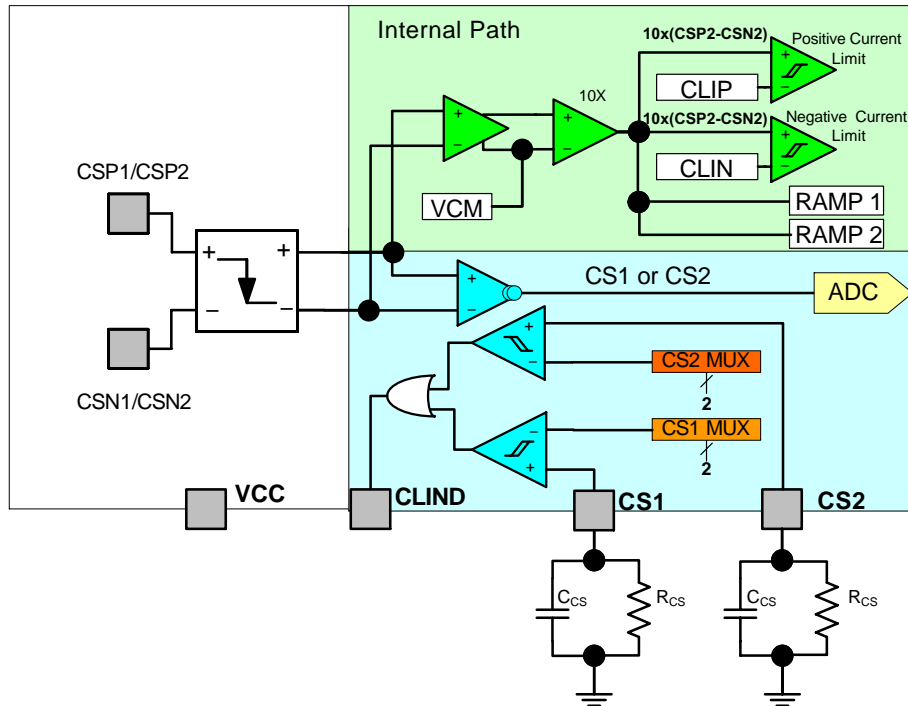 Internal Path
10x(CSP2-CSN2)
Positive Current
Limit
+
−
CLIP
10X
+
−
+
−
10x(CSP2-CSN2)
Negative Current
Limit
+
−
CLIN
VCM
RAMP 1
RAMP 2
CSP1/CSP2
+
+
−
−
CSN1/CSN2
+
−
CS1 or CS2
ADC
+
−
CS2 MUX
2
−
+
CS1 MUX
2
VCC
CLIND
CS1
CS2
CCS
RCS
CCS
RCS